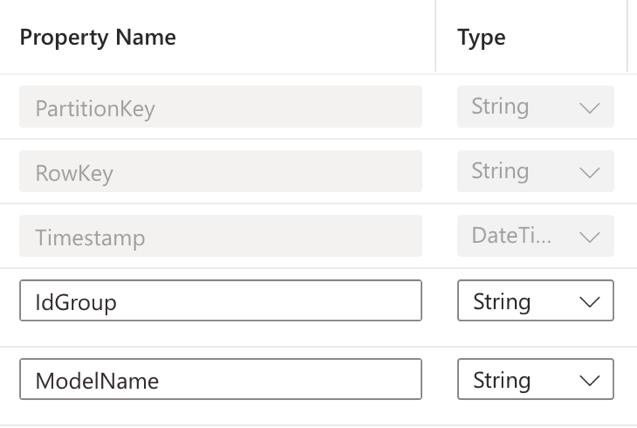 Property Name Type
PartitionKey String
RowKey String
Timestamp DateTi...
IdGroup String
ModelName String